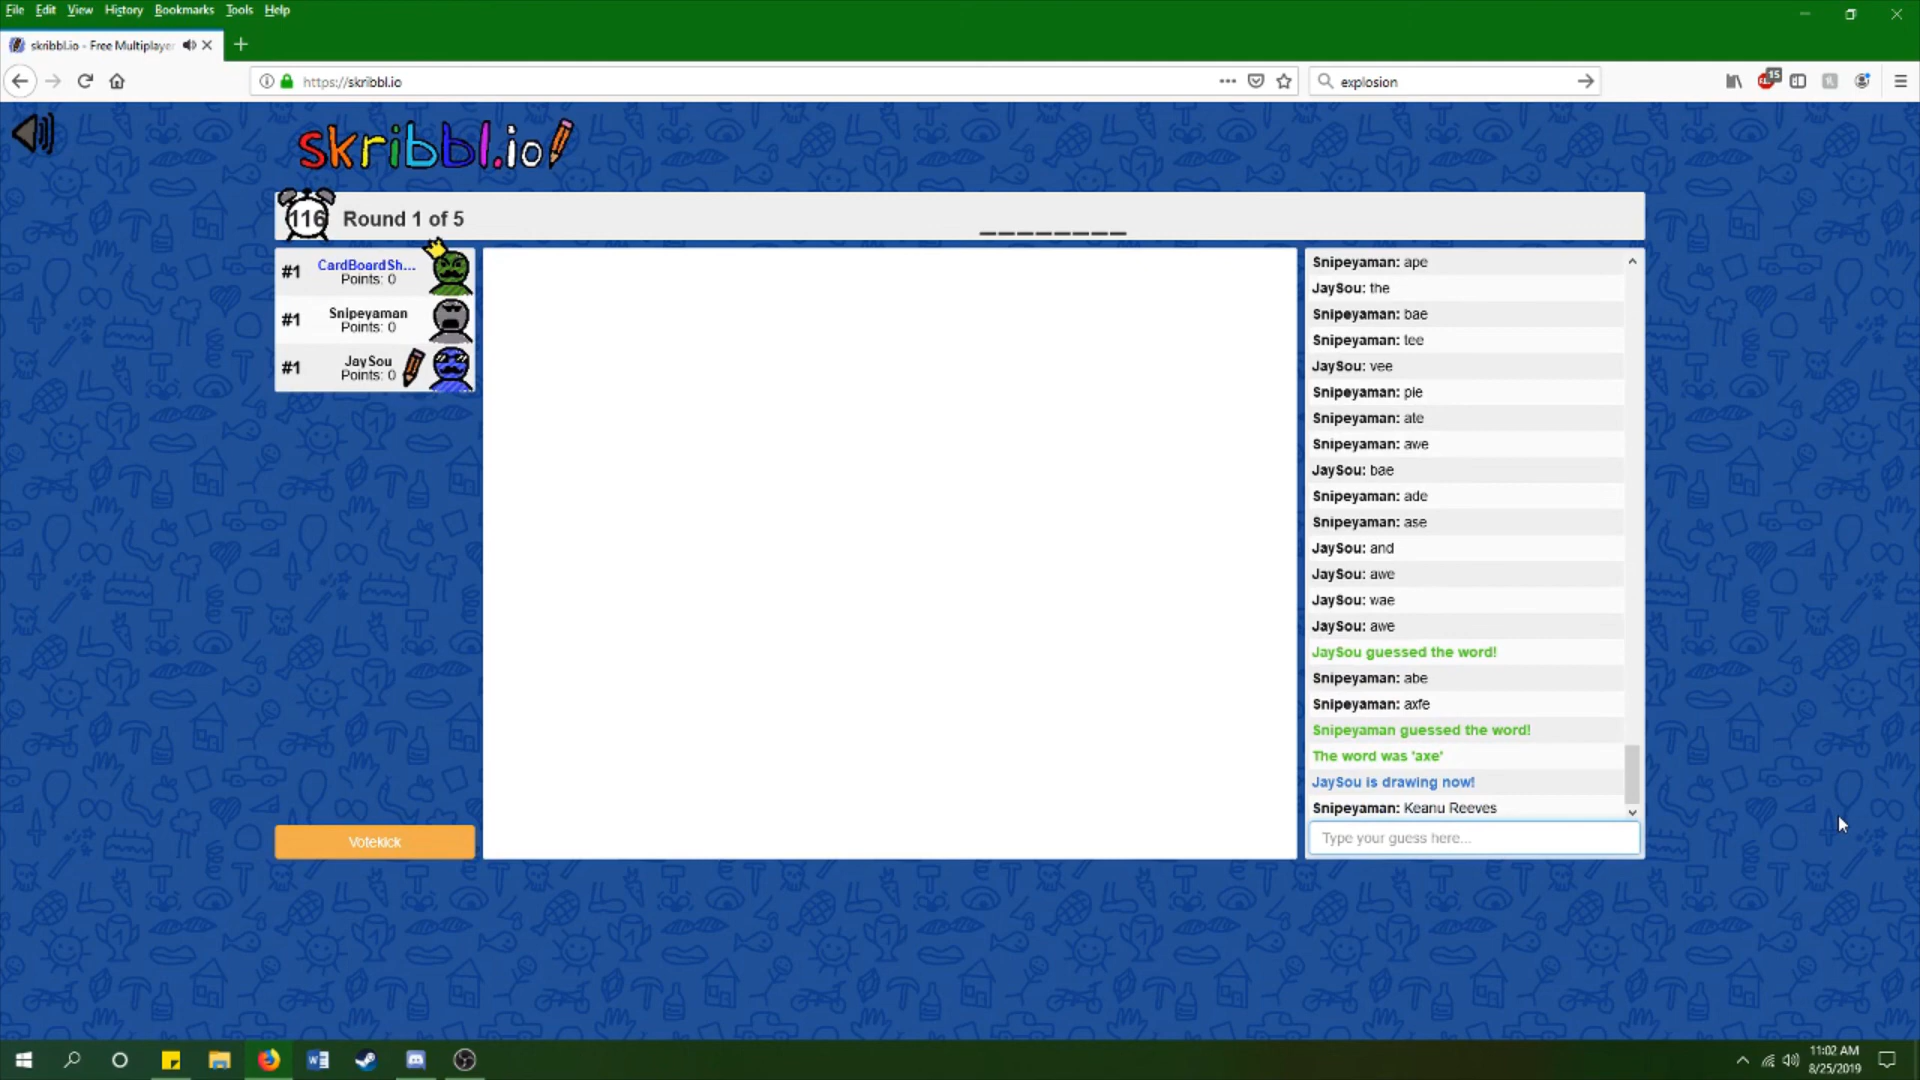 File Edit View History Bookmarks Tools Help
skribbl.io - Free Multiplayer
https://skribbl.io
explosion
15
skribbl.io
116 Round 1 of 5
________
#1 CardBoardSh...
Points: 0
#1 Snipeyaman
Points: 0
#1 JaySou
Points: 0
Votekick
Snipeyaman: ape
JaySou: the
Snipeyaman: bae
Snipeyaman: tee
JaySou: vee
Snipeyaman: pie
Snipeyaman: ate
Snipeyaman: awe
JaySou: bae
Snipeyaman: ade
Snipeyaman: ase
JaySou: and
JaySou: awe
JaySou: wae
JaySou: awe
JaySou guessed the word!
Snipeyaman: abe
Snipeyaman: axfe
Snipeyaman guessed the word!
The word was 'axe'
JaySou is drawing now!
Snipeyaman: Keanu Reeves
Type your guess here...
11:02 AM
8/25/2019